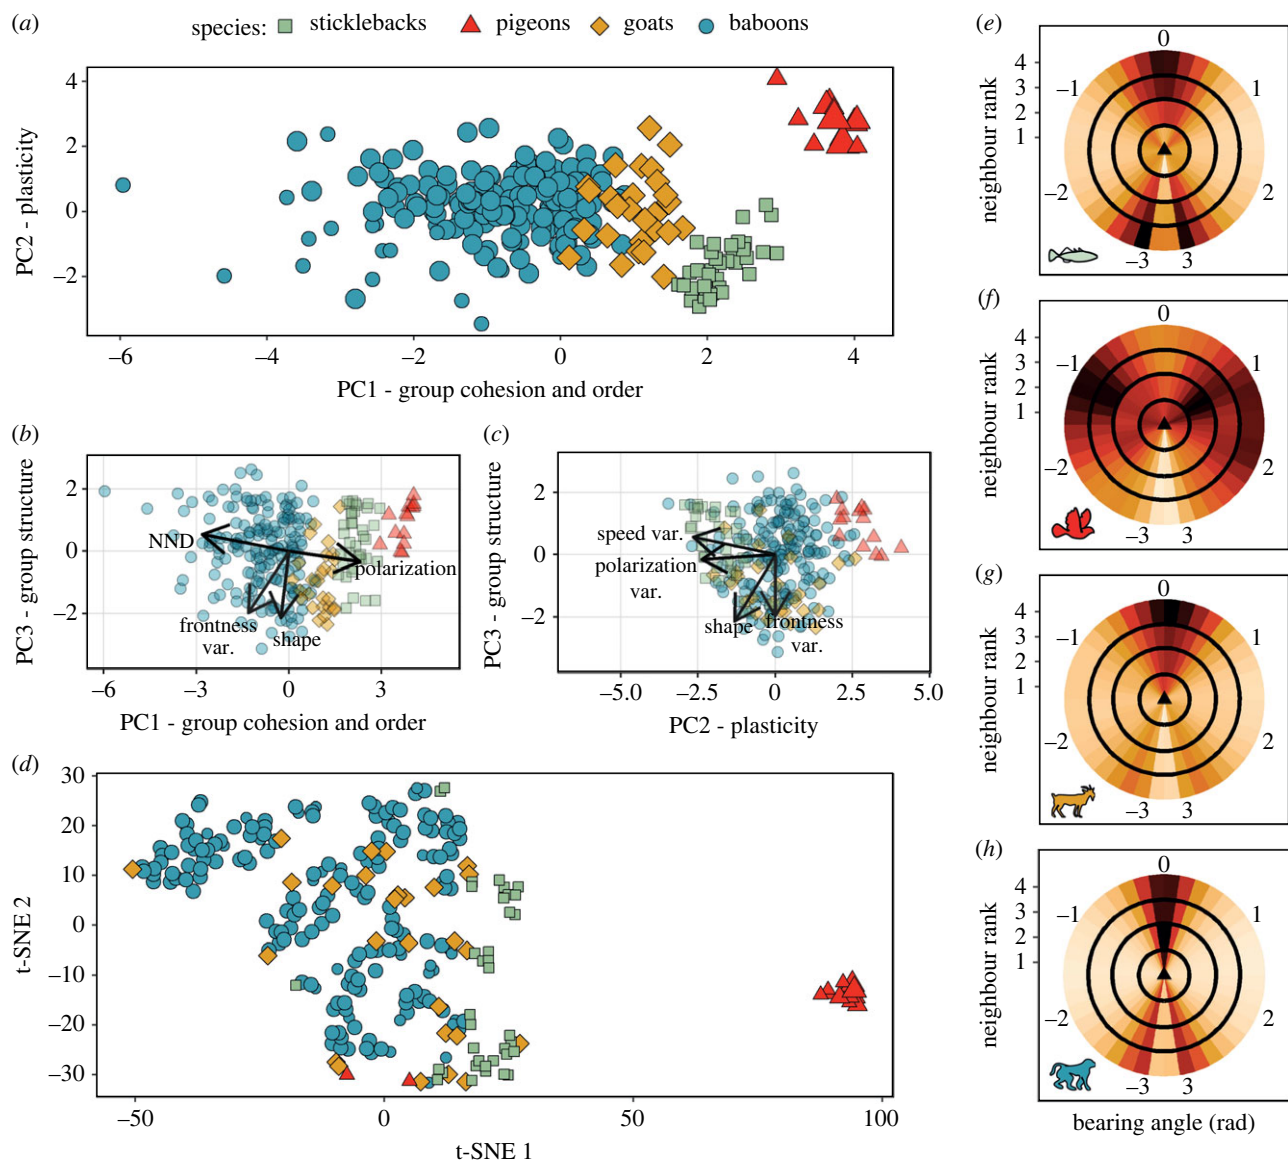 (a)
species: sticklebacks pigeons goats baboons
PC2 - plasticity
4
2
0
−2
−6 −4 −2 0 2 4
PC1 - group cohesion and order
(b)
PC3 - group structure
2
0
−2
NND
polarization
frontness
var.
shape
−6 −3 0 3
PC1 - group cohesion and order
(c)
PC3 - group structure
2
0
−2
speed var.
polarization
var.
shape
frontness
var.
−5.0 −2.5 0 2.5 5.0
PC2 - plasticity
(d)
t-SNE 2
30
20
10
0
−10
−20
−30
−50 0 50 100
t-SNE 1
(e)
neighbour rank
4
3
2
1
0
−1 1
−2 2
−3 3
(f)
neighbour rank
4
3
2
1
0
−1 1
−2 2
−3 3
(g)
neighbour rank
4
3
2
1
0
−1 1
−2 2
−3 3
(h)
neighbour rank
4
3
2
1
0
−1 1
−2 2
−3 3
bearing angle (rad)